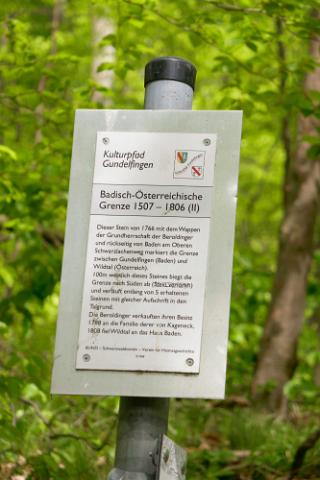 Kulturpfad
Gundelfingen
Badisch-Österreichische
Grenze 1507 – 1806 (II)
Dieser Stein von 1766 mit dem Wappen
der Grundherrschaft der Beroldinger
und rückseitig von Baden am Oberen
Schwarzlachenweg markiert die Grenze
zwischen Gundelfingen (Baden) und
Wildtal (Österreich).
100m westlich dieses Steines biegt die
Grenze nach Süden ab
und verläuft entlang von 5 erhaltenen
Steinen mit gleicher Aufschrift in den
Talgrund.
Die Beroldinger verkauften ihren Besitz
1798 an die Familie derer von Kageneck,
1808 fiel Wildtal an das Haus Baden.